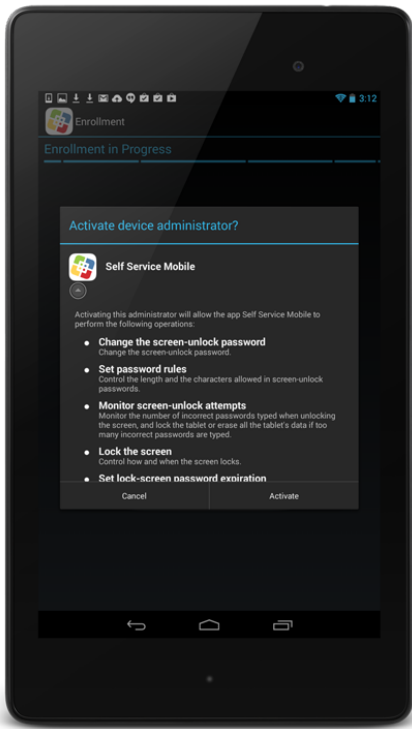 3:12
Enrollment
Enrollment in Progress
Activate device administrator?
Self Service Mobile
Activating this administrator will allow the app Self Service Mobile to
perform the following operations:
● Change the screen-unlock password
Change the screen-unlock password.
● Set password rules
Control the length and the characters allowed in screen-unlock
passwords.
● Monitor screen-unlock attempts
Monitor the number of incorrect passwords typed when unlocking
the screen, and lock the tablet or erase all the tablet's data if too
many incorrect passwords are typed.
● Lock the screen
Control how and when the screen locks.
● Set lock-screen password expiration
Cancel
Activate